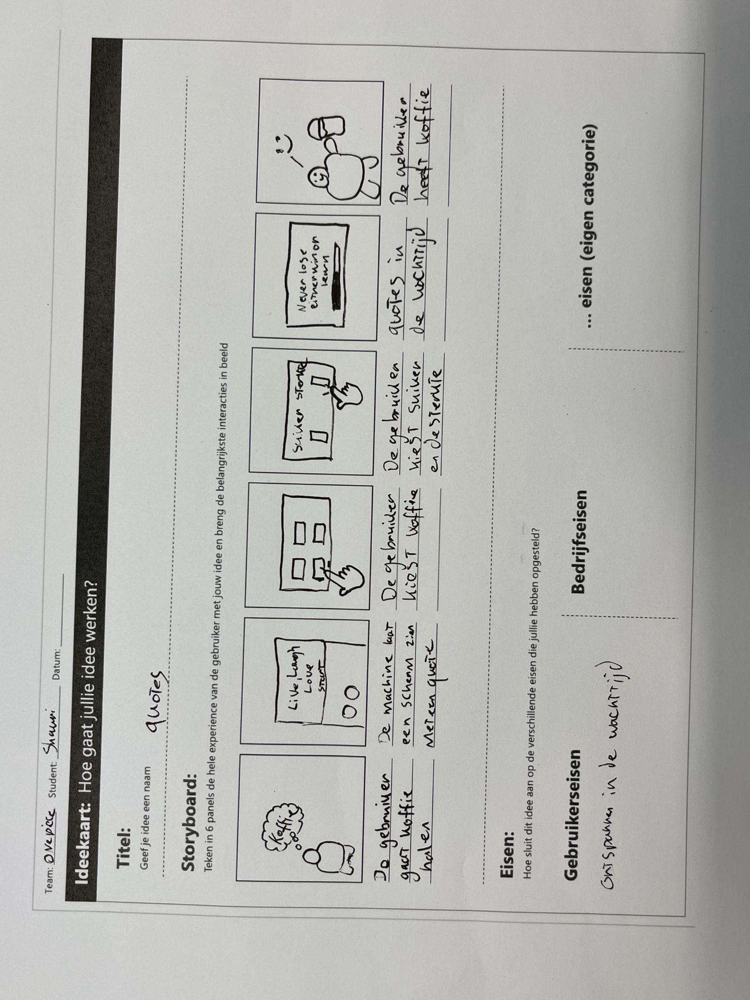 Team: Onepiece Student: Shauni Datum:
Ideekaart: Hoe gaat jullie idee werken?
Titel:
Geef je idee een naam
quotes
Storyboard:
Teken in 6 panels de hele experience van de gebruiker met jouw idee en breng de belangrijkste interacties in beeld
Koffie
De gebruiker
gaat koffie
halen
Live, Laugh
Love
start
De machine laat
een scherm zien
met een quote
De gebruiker
kiest koffie
Suiker sterkte
De gebruiker
kiest suiker
en de sterkte
Never lose
either win or
learn
quotes in
de wachttijd
De gebruiker
heeft koffie
Eisen:
Hoe sluit dit idee aan op de verschillende eisen die jullie hebben opgesteld?
Gebruikerseisen
Ontspannen in de wachttijd
Bedrijfseisen
... eisen (eigen categorie)